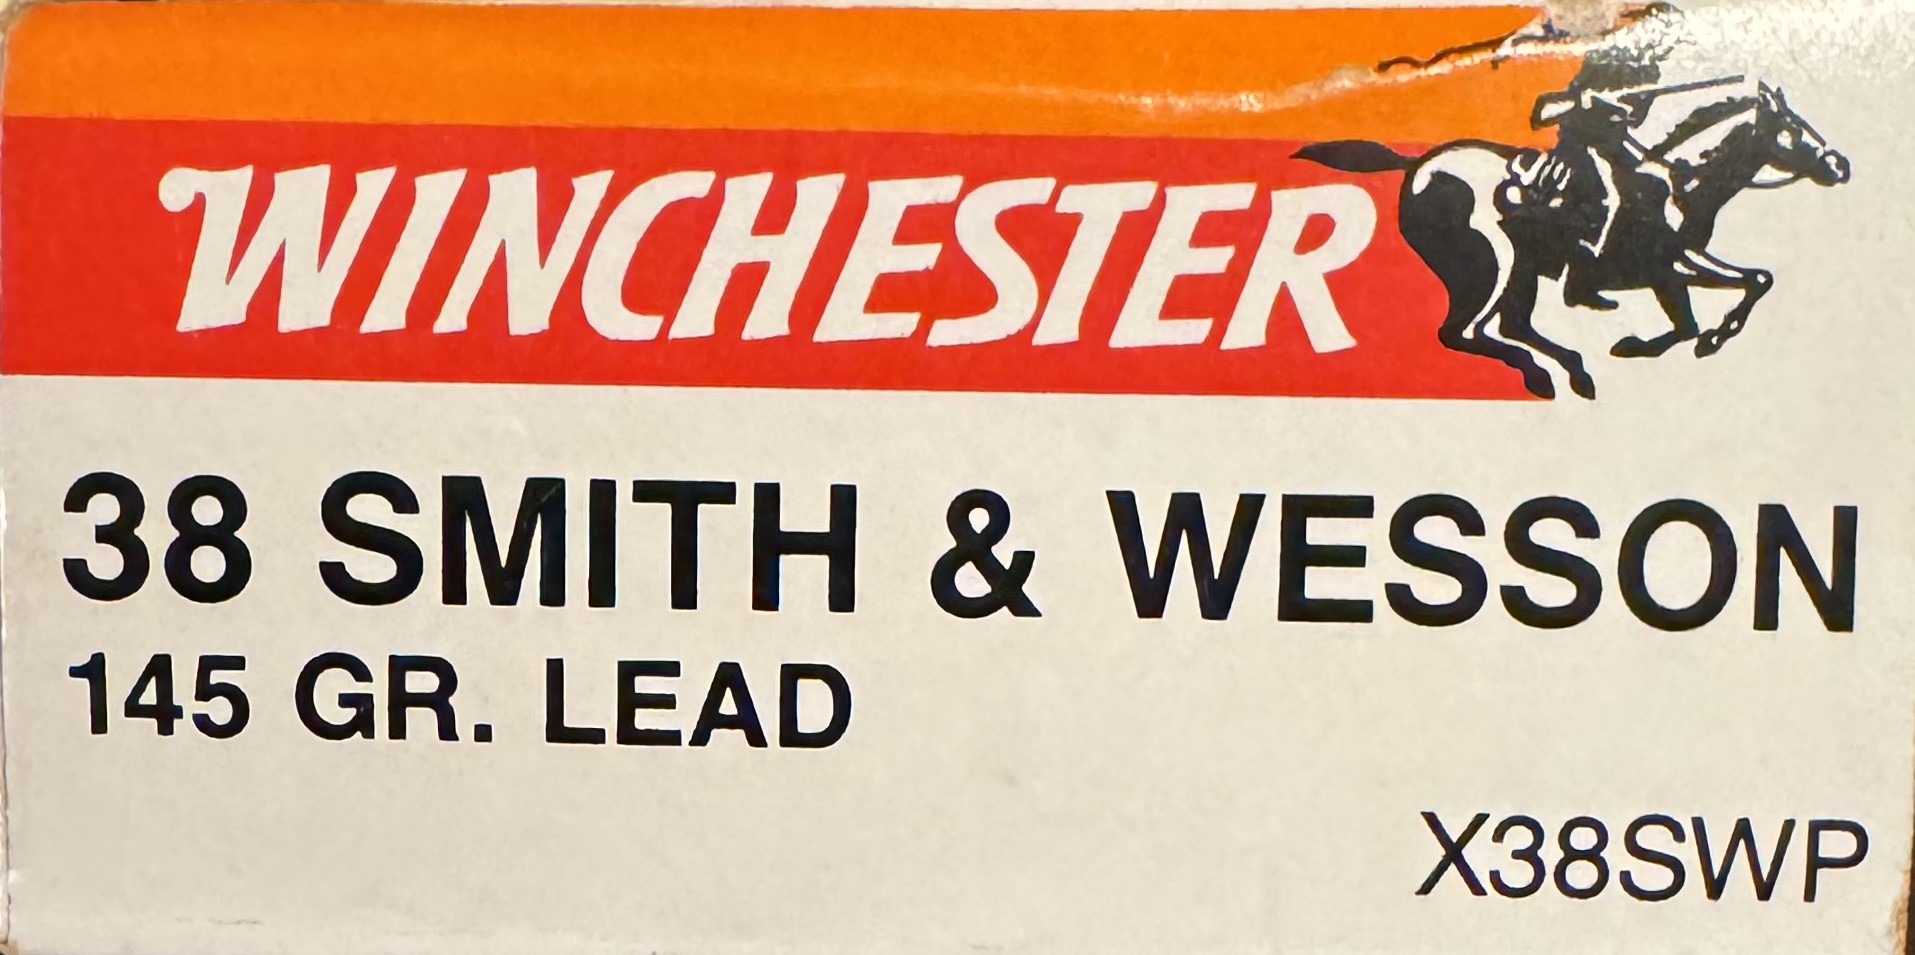 WINCHESTER
38 SMITH & WESSON
145 GR. LEAD
X38SWP